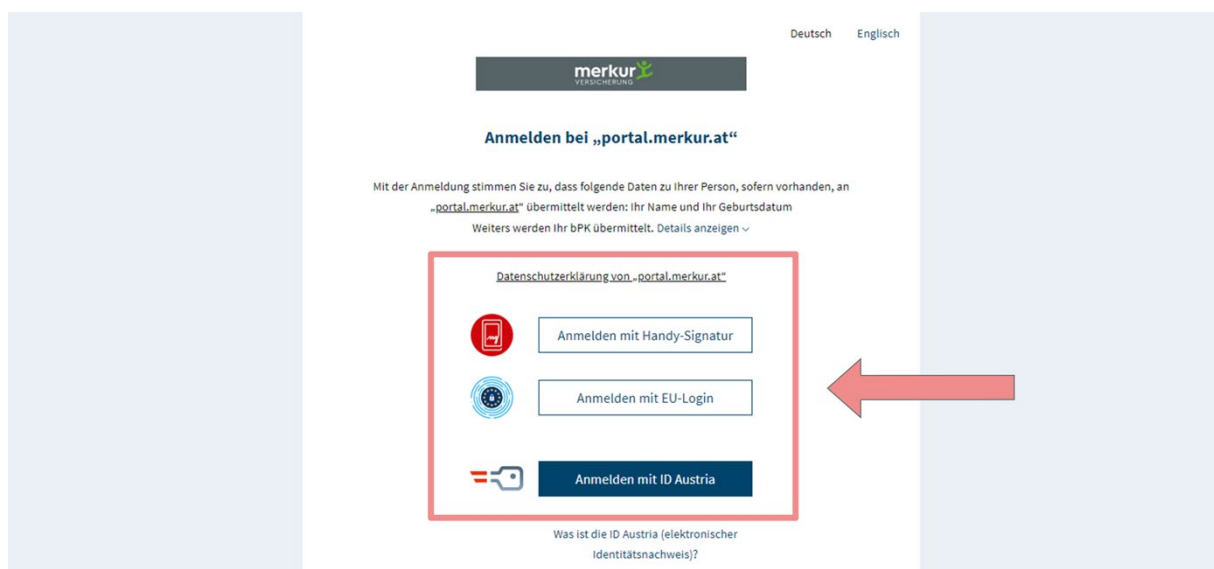 Deutsch Englisch
merkur
VERSICHERUNG
Anmelden bei „portal.merkur.at“
Mit der Anmeldung stimmen Sie zu, dass folgende Daten zu Ihrer Person, sofern vorhanden, an
„portal.merkur.at“ übermittelt werden: Ihr Name und Ihr Geburtsdatum
Weiters werden Ihr bPK übermittelt. Details anzeigen
Datenschutzerklärung von „portal.merkur.at“
Anmelden mit Handy-Signatur
Anmelden mit EU-Login
Anmelden mit ID Austria
Was ist die ID Austria (elektronischer
Identitätsnachweis)?